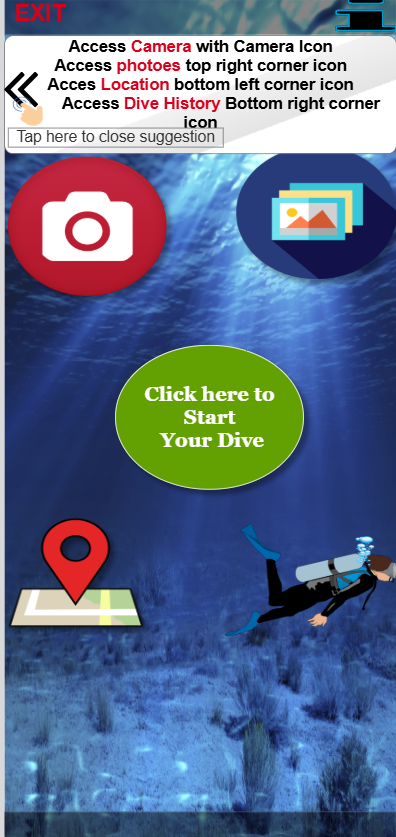 EXIT
Access Camera with Camera Icon
Access photoes top right corner icon
Acces Location bottom left corner icon
Access Dive History Bottom right corner
icon
Tap here to close suggestion
Click here to
Start
Your Dive